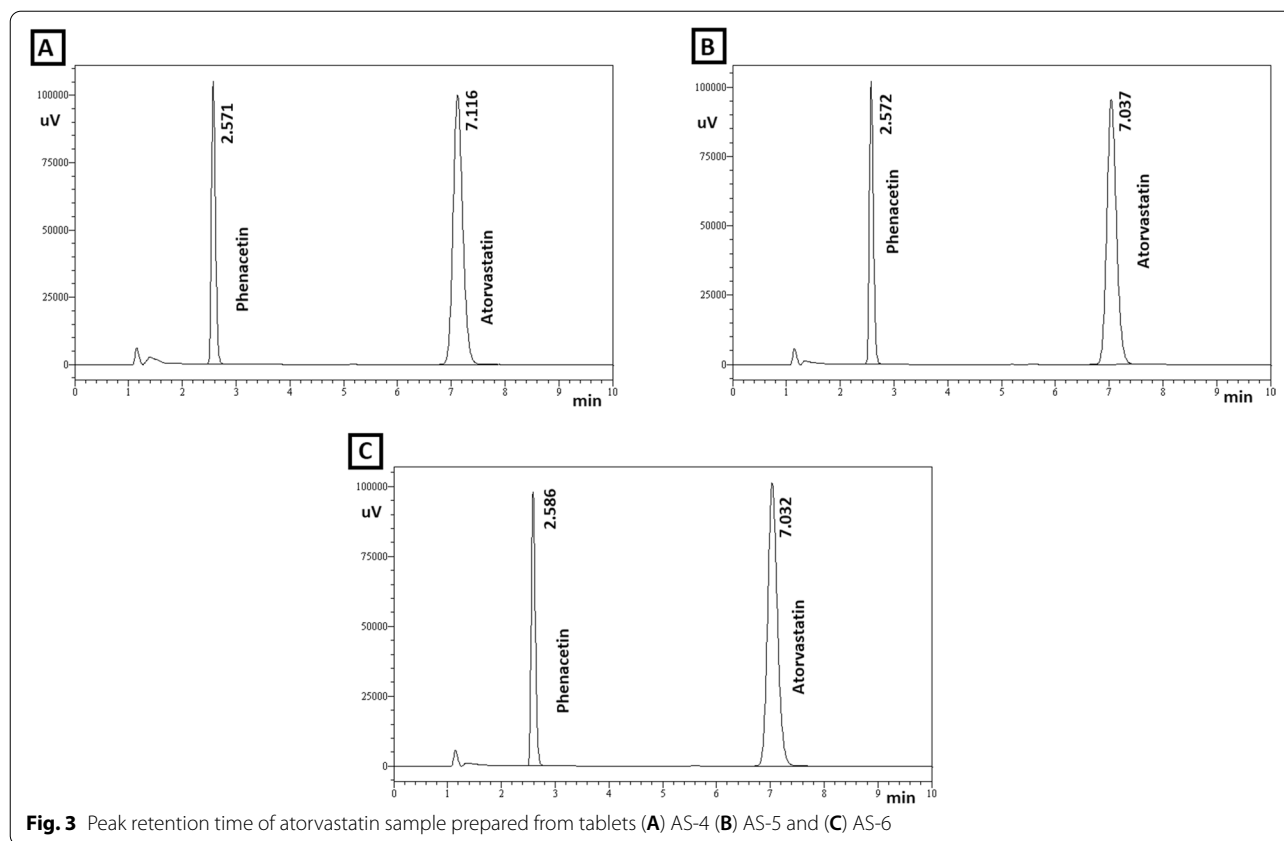 A
100000
uV
75000
50000
25000
0
2.571
Phenacetin
7.116
Atorvastatin
0 1 2 3 4 5 6 7 8 9 10
min
B
100000
uV
75000
50000
25000
0
2.572
Phenacetin
7.037
Atorvastatin
0 1 2 3 4 5 6 7 8 9 10
min
C
100000
uV
75000
50000
25000
0
2.586
Phenacetin
7.032
Atorvastatin
0 1 2 3 4 5 6 7 8 9 10
min
Fig. 3 Peak retention time of atorvastatin sample prepared from tablets (A) AS-4 (B) AS-5 and (C) AS-6